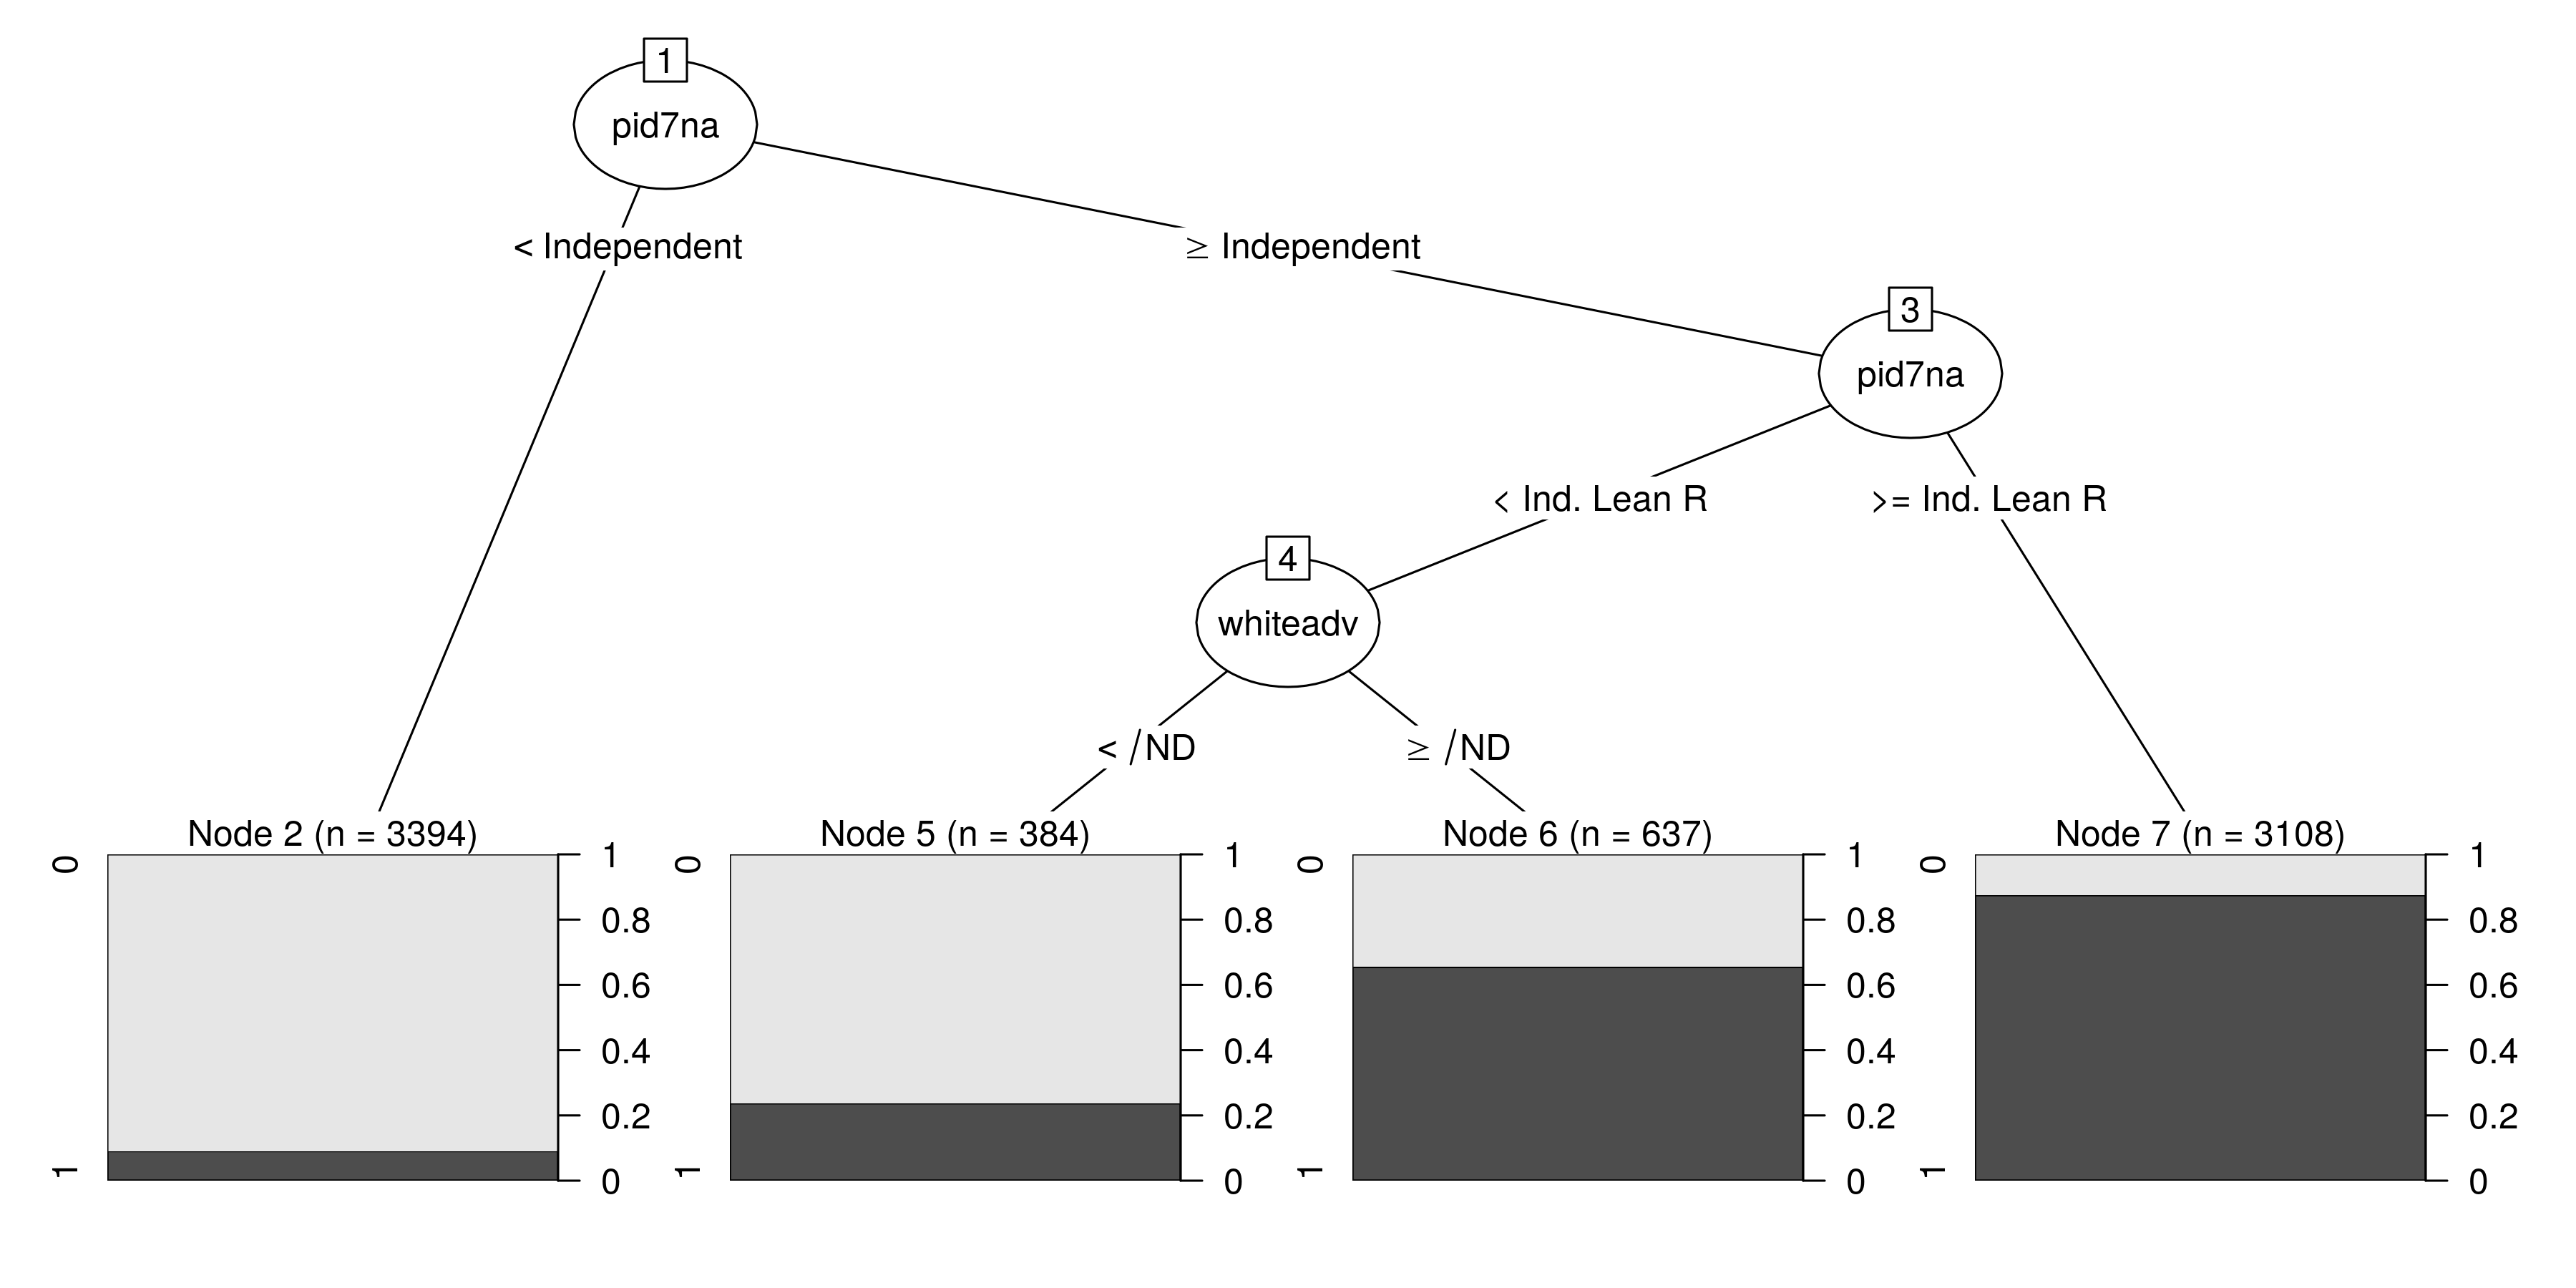 1
pid7na
< Independent
≥ Independent
3
pid7na
< Ind. Lean R
>= Ind. Lean R
4
whiteadv
< /ND
≥ /ND
Node 2 (n = 3394)
0
1
1
0.8
0.6
0.4
0.2
0
Node 5 (n = 384)
0
1
1
0.8
0.6
0.4
0.2
0
Node 6 (n = 637)
0
1
1
0.8
0.6
0.4
0.2
0
Node 7 (n = 3108)
0
1
1
0.8
0.6
0.4
0.2
0